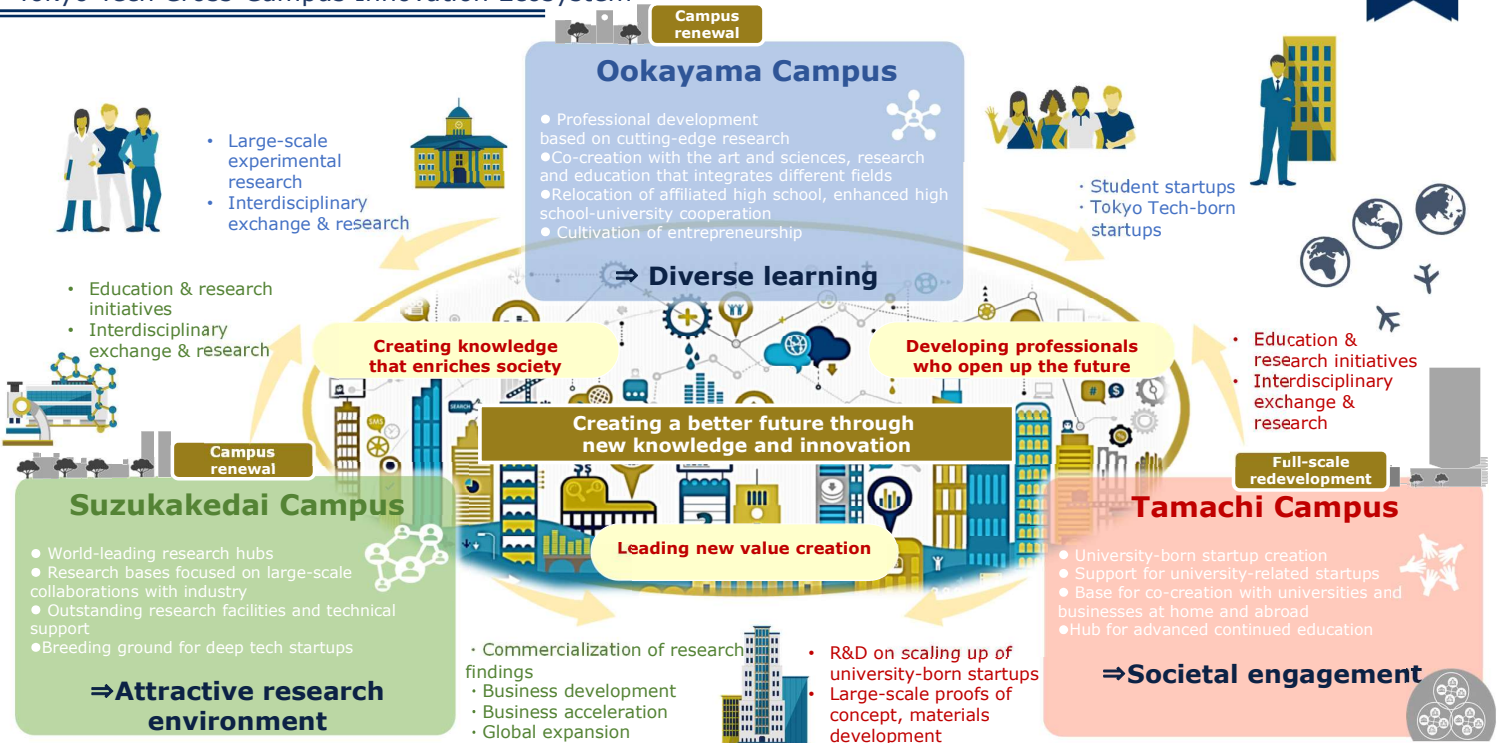 Tokyo Tech Cross-Campus Innovation Ecosystem
Campus
renewal
Ookayama Campus
● Professional development
based on cutting-edge research
●Co-creation with the art and sciences, research
and education that integrates different fields
●Relocation of affiliated high school, enhanced high
school-university cooperation
● Cultivation of entrepreneurship
⇒ Diverse learning
• Large-scale
experimental
research
• Interdisciplinary
exchange & research
· Student startups
· Tokyo Tech-born
startups
• Education & research
initiatives
• Interdisciplinary
exchange & research
Creating knowledge
that enriches society
Developing professionals
who open up the future
• Education &
research initiatives
• Interdisciplinary
exchange &
research
SEARCH
SMS
# $
Creating a better future through
new knowledge and innovation
$$
?
Leading new value creation
Campus
renewal
Suzukakedai Campus
● World-leading research hubs
● Research bases focused on large-scale
collaborations with industry
● Outstanding research facilities and technical
support
●Breeding ground for deep tech startups
⇒Attractive research
environment
· Commercialization of research
findings
· Business development
· Business acceleration
· Global expansion
• R&D on scaling up of
university-born startups
• Large-scale proofs of
concept, materials
development
Full-scale
redevelopment
Tamachi Campus
● University-born startup creation
● Support for university-related startups
● Base for co-creation with universities and
businesses at home and abroad
●Hub for advanced continued education
⇒Societal engagement